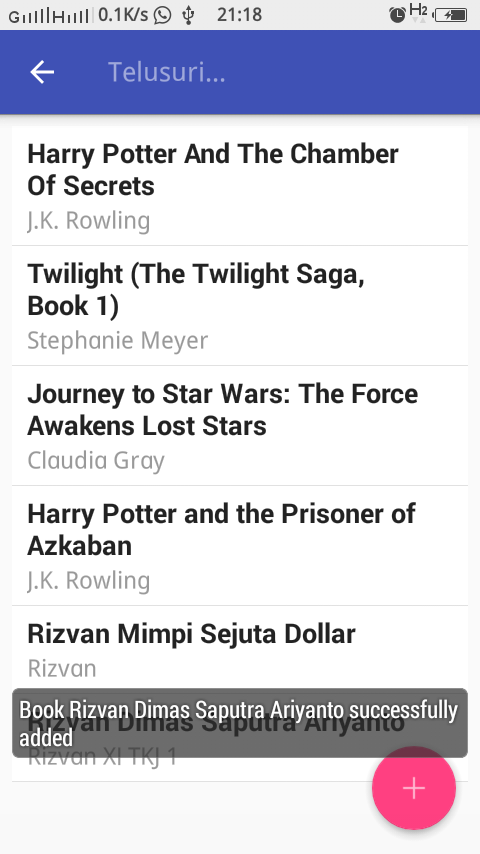 0.1K/s
21:18
H2
Telusuri...
Harry Potter And The Chamber
Of Secrets
J.K. Rowling
Twilight (The Twilight Saga,
Book 1)
Stephanie Meyer
Journey to Star Wars: The Force
Awakens Lost Stars
Claudia Gray
Harry Potter and the Prisoner of
Azkaban
J.K. Rowling
Rizvan Mimpi Sejuta Dollar
Rizvan
Book Rizvan Dimas Saputra Ariyanto successfully
added
Rizvan Dimas Saputra Ariyanto
Rizvan XI TKJ 1